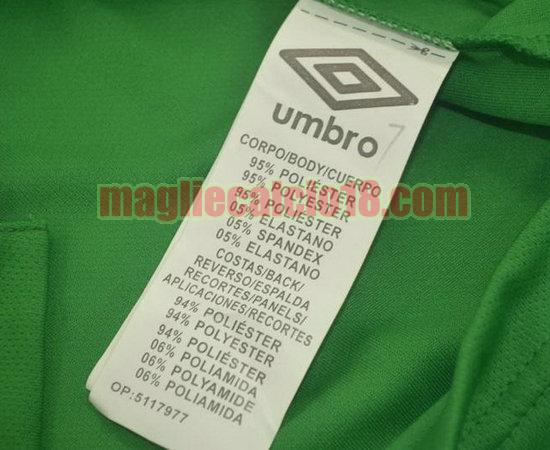 umbro
7
CORPO/BODY/CUERPO
95% POLIÉSTER
95% POLYESTER
95% POLIÉSTER
05% ELASTANO
05% SPANDEX
05% ELASTANO
COSTAS/BACK/
REVERSO/ESPALDA
RECORTES/PANELS/
APLICACIONES/RECORTES
94% POLIÉSTER
94% POLYESTER
94% POLIÉSTER
06% POLIAMIDA
06% POLYAMIDE
06% POLIAMIDA
OP:5117977
magliecalcio18.com